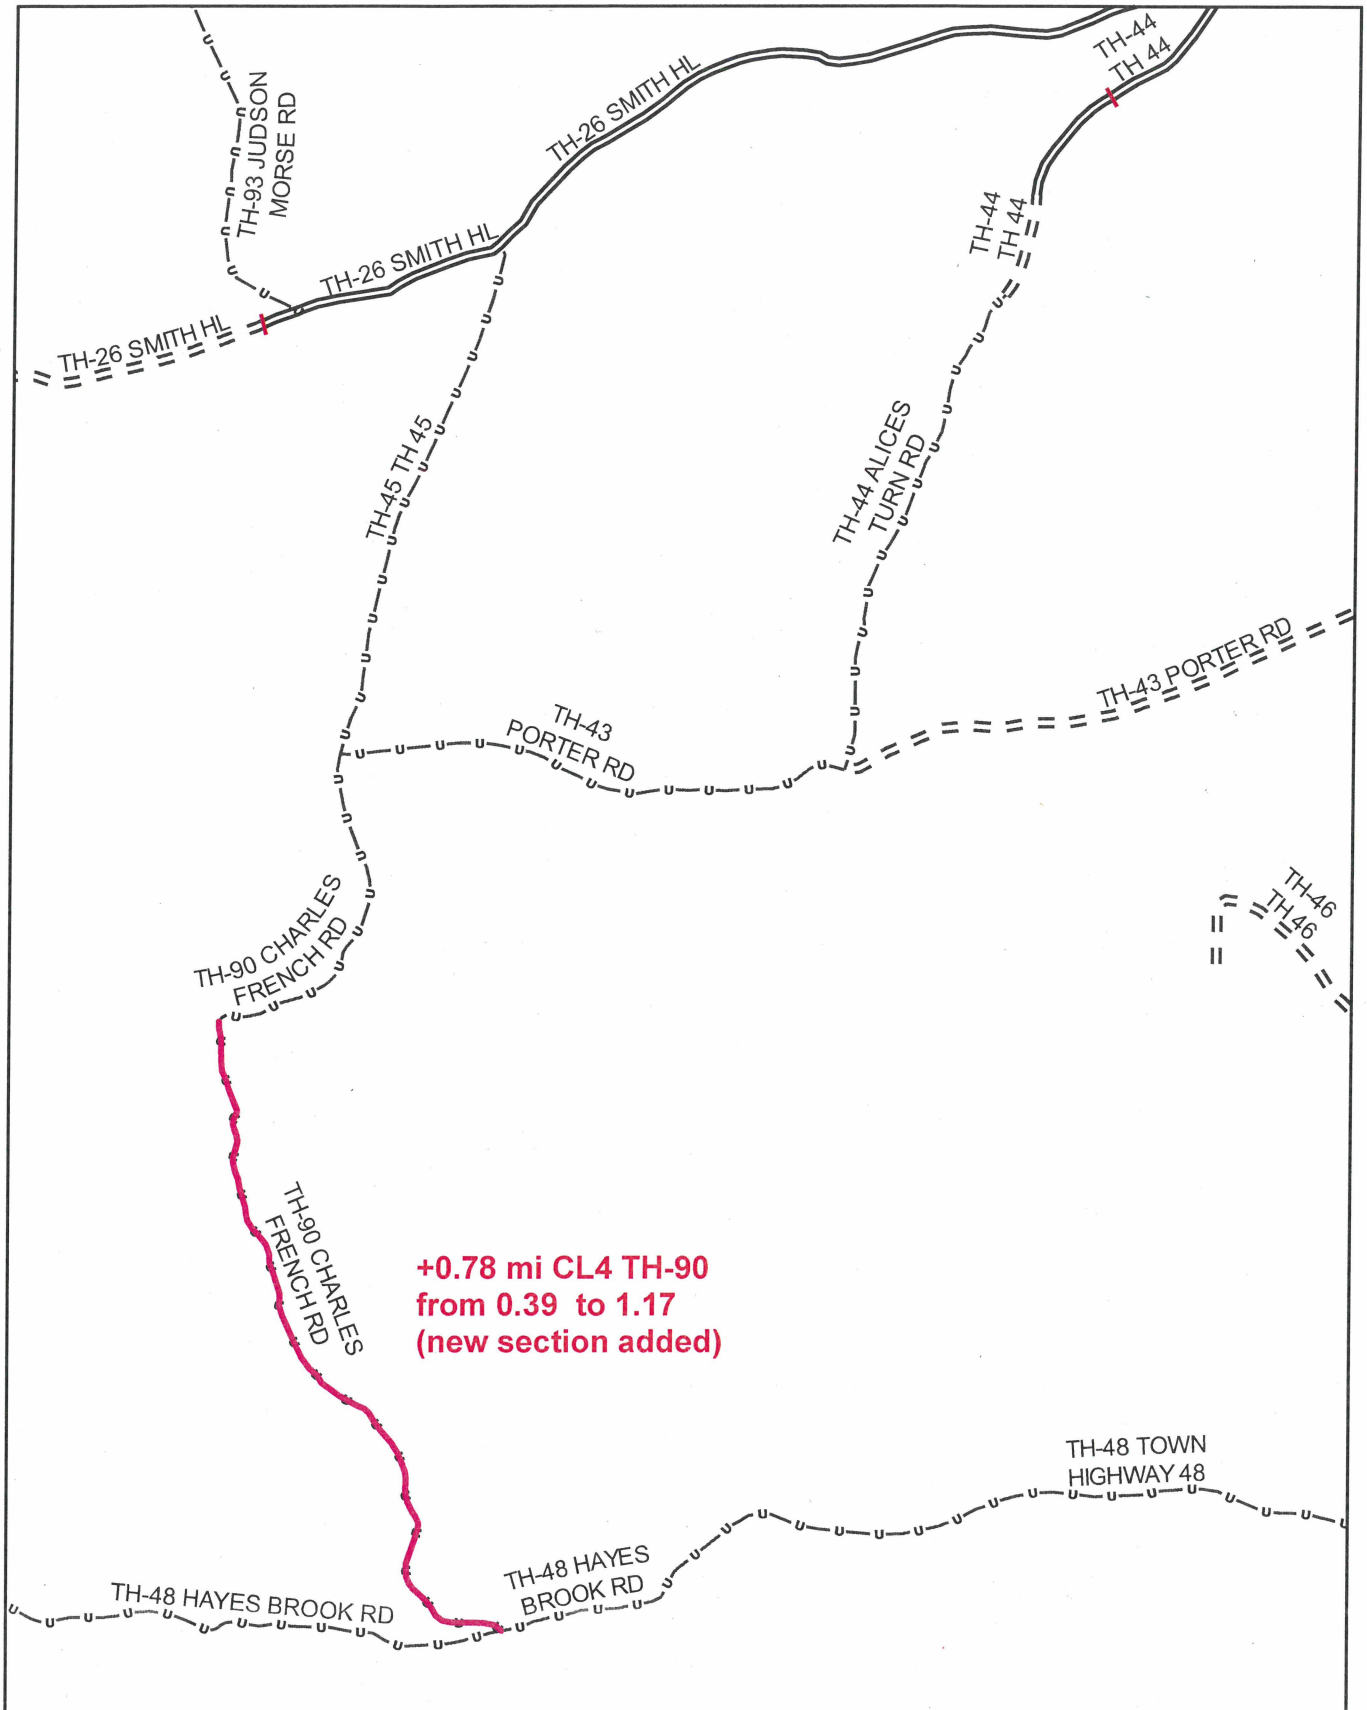 TH-44
TH 44
TH-26 SMITH HL
TH-93 JUDSON
MORSE RD
TH-44
TH 44
TH-26 SMITH HL
TH-26 SMITH HL
TH-45 TH 45
TH-44 ALICES
TURN RD
TH-43 PORTER RD
TH-43
PORTER RD
TH-90 CHARLES
FRENCH RD
TH-46
TH 46
TH-90 CHARLES
FRENCH RD
+0.78 mi CL4 TH-90
from 0.39 to 1.17
(new section added)
TH-48 TOWN
HIGHWAY 48
TH-48 HAYES
BROOK RD
TH-48 HAYES BROOK RD